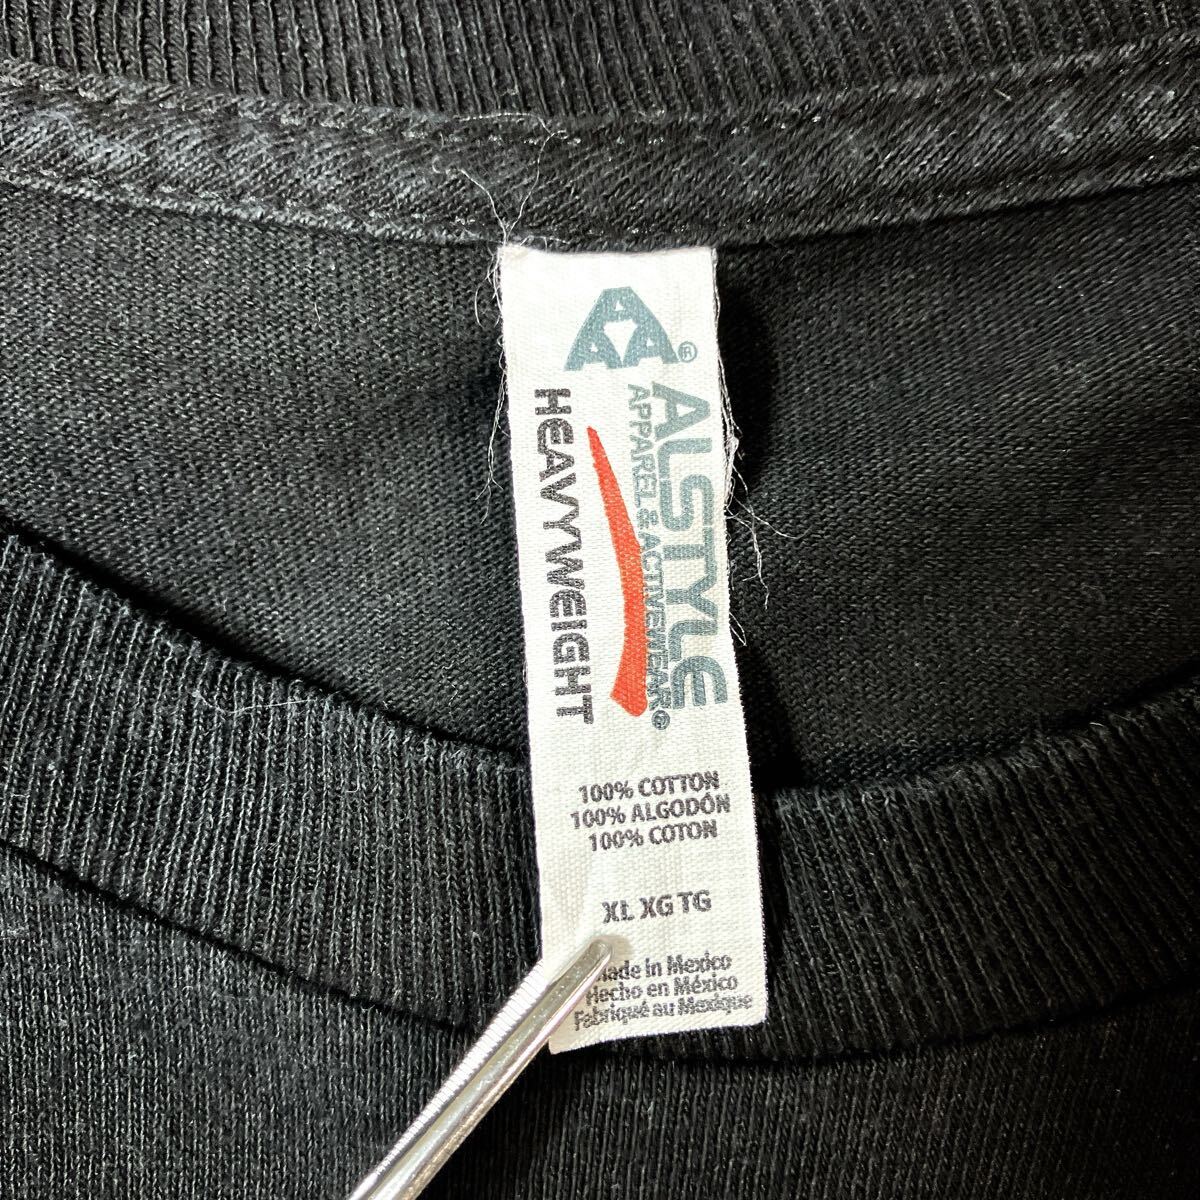 AAA®
ALSTYLE
APPAREL & ACTIVEWEAR®
HEAVYWEIGHT
100% COTTON
100% ALGODÓN
100% COTON
XL XG TG
Made in Mexico
Hecho en México
Fabriqué au Mexique